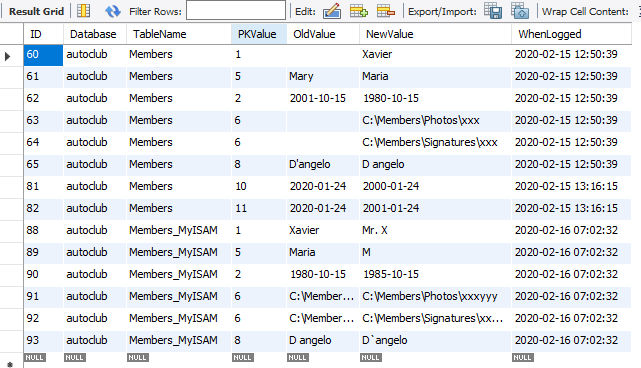 Result Grid Filter Rows: Edit: Export/Import: Wrap Cell Content:
ID Database TableName PKValue OldValue NewValue WhenLogged
60 autoclub Members 1 Xavier 2020-02-15 12:50:39
61 autoclub Members 5 Mary Maria 2020-02-15 12:50:39
62 autoclub Members 2 2001-10-15 1980-10-15 2020-02-15 12:50:39
63 autoclub Members 6 C:\Members\Photos\xxx 2020-02-15 12:50:39
64 autoclub Members 6 C:\Members\Signatures\xxx 2020-02-15 12:50:39
65 autoclub Members 8 D'angelo D angelo 2020-02-15 12:50:39
81 autoclub Members 10 2020-01-24 2000-01-24 2020-02-15 13:16:15
82 autoclub Members 11 2020-01-24 2001-01-24 2020-02-15 13:16:15
88 autoclub Members_MyISAM 1 Xavier Mr. X 2020-02-16 07:02:32
89 autoclub Members_MyISAM 5 Maria M 2020-02-16 07:02:32
90 autoclub Members_MyISAM 2 1980-10-15 1985-10-15 2020-02-16 07:02:32
91 autoclub Members_MyISAM 6 C:\Member... C:\Members\Photos\xxxyyy 2020-02-16 07:02:32
92 autoclub Members_MyISAM 6 C:\Member... C:\Members\Signatures\xx... 2020-02-16 07:02:32
93 autoclub Members_MyISAM 8 D angelo D`angelo 2020-02-16 07:02:32
NULL NULL NULL NULL NULL NULL NULL